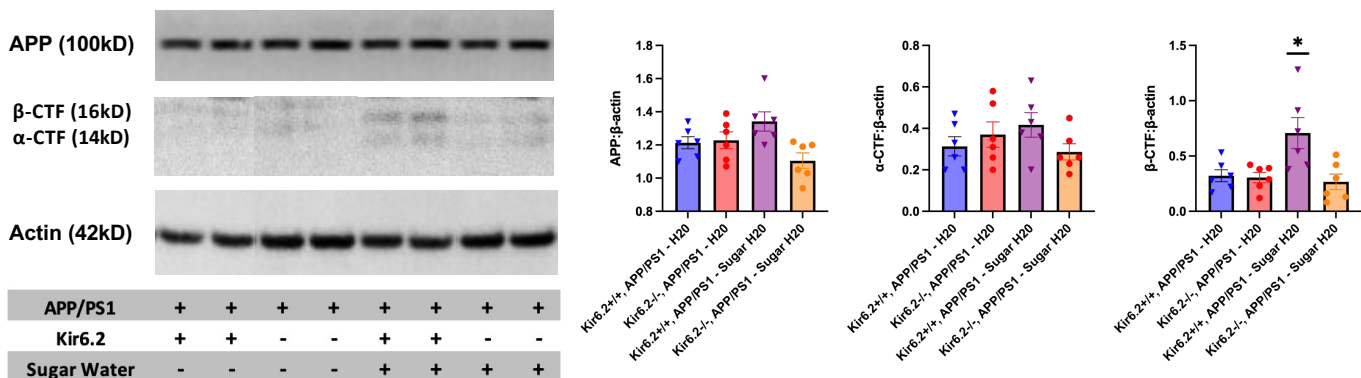 APP (100kD)
β-CTF (16kD)
α-CTF (14kD)
Actin (42kD)
APP/PS1 + + + + + + + +
Kir6.2 + + - - + + - -
Sugar Water - - - - + + + +
APP:β-actin
1.8
1.6
1.4
1.2
1.0
0.8
Kir6.2+/+, APP/PS1 - H20
Kir6.2-/-, APP/PS1 - H20
Kir6.2+/+, APP/PS1 - Sugar H20
Kir6.2-/-, APP/PS1 - Sugar H20
α-CTF:β-actin
0.8
0.6
0.4
0.2
0.0
Kir6.2+/+, APP/PS1 - H20
Kir6.2-/-, APP/PS1 - H20
Kir6.2+/+, APP/PS1 - Sugar H20
Kir6.2-/-, APP/PS1 - Sugar H20
β-CTF:β-actin
1.5
1.0
0.5
0.0
*
Kir6.2+/+, APP/PS1 - H20
Kir6.2-/-, APP/PS1 - H20
Kir6.2+/+, APP/PS1 - Sugar H20
Kir6.2-/-, APP/PS1 - Sugar H20